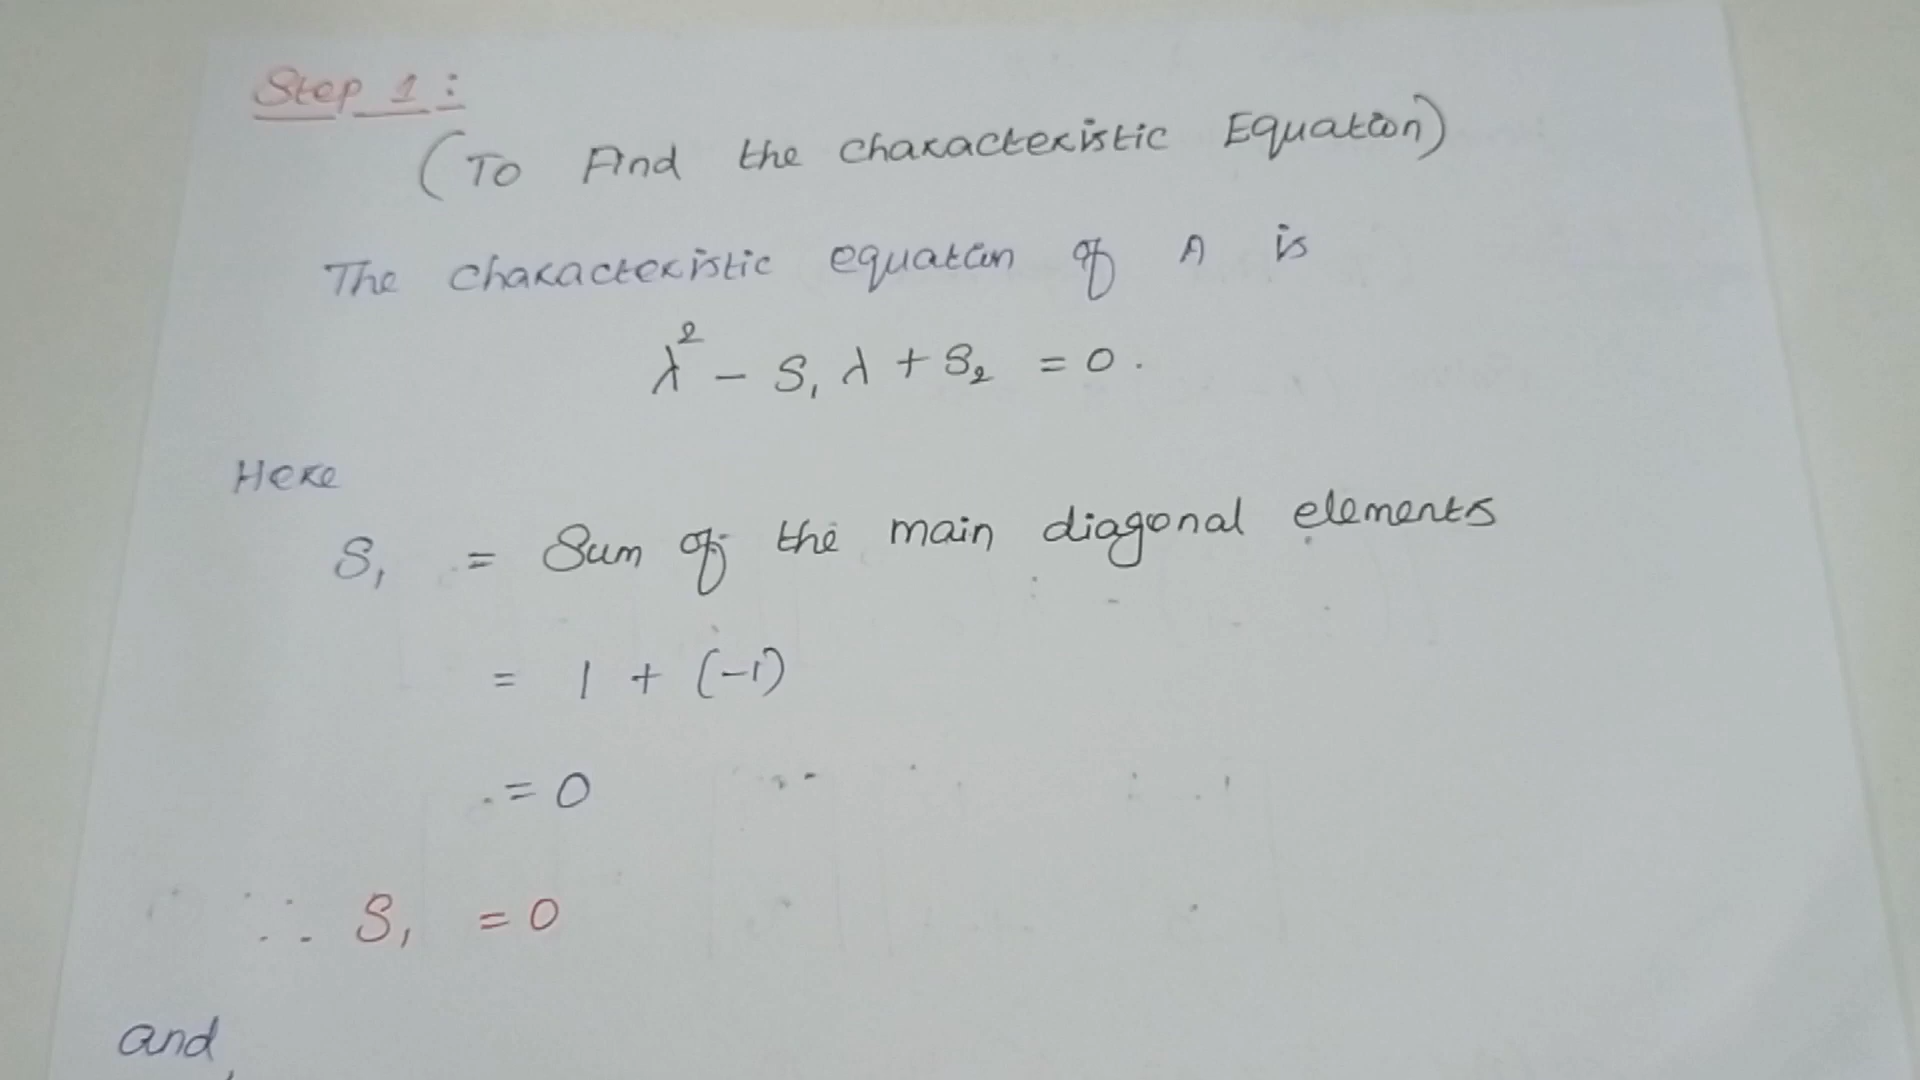 Step 1:
(To Find the characteristic Equation)
The characteristic equation of A is
λ² - S₁ λ + S₂ = 0.
Here
S₁ = Sum of the main diagonal elements
= 1 + (-1)
= 0
∴ S₁ = 0
and,